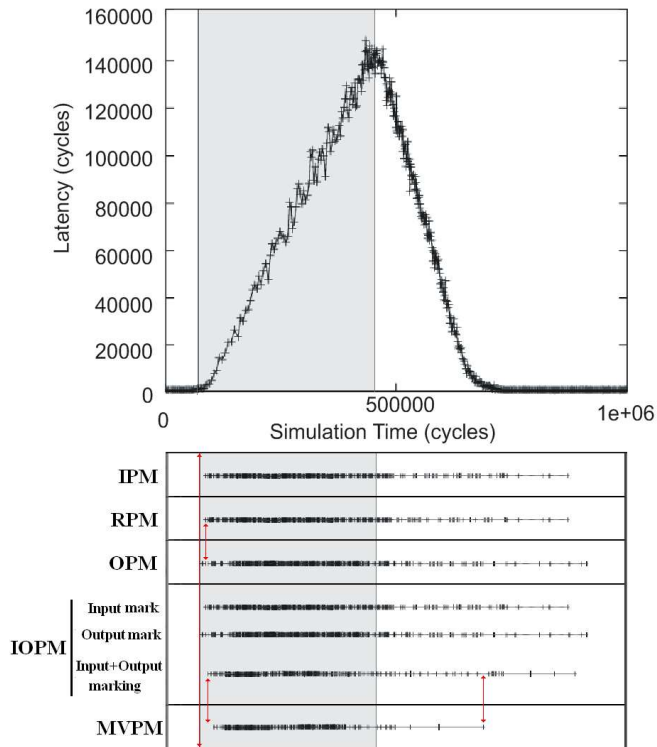 160000
140000
120000
100000
80000
60000
40000
20000
0
Latency (cycles)
0
500000
1e+06
Simulation Time (cycles)
IPM
RPM
OPM
IOPM
Input mark
Output mark
Input+Output
marking
MVPM